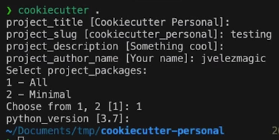 ❯ cookiecutter .
project_title [Cookiecutter Personal]:
project_slug [cookiecutter_personal]: testing
project_description [Something cool]:
project_author_name [Your name]: jvelezmagic
Select project_packages:
1 - All
2 - Minimal
Choose from 1, 2 [1]: 1
python_version [3.7]:
~/Documents/tmp/cookiecutter-personal